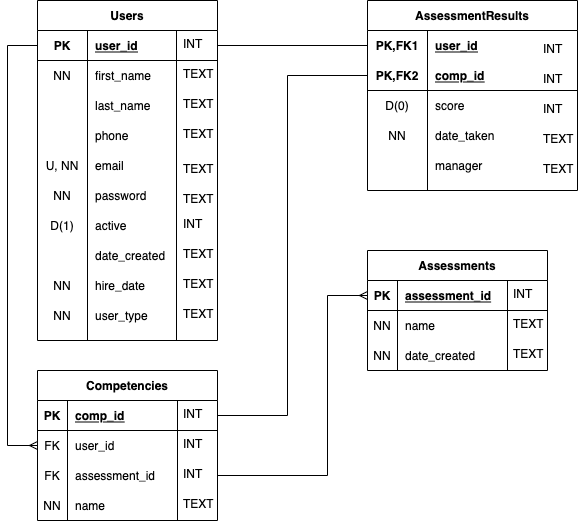 Users
PK user_id INT
NN first_name TEXT
last_name TEXT
phone TEXT
U, NN email TEXT
NN password TEXT
D(1) active INT
date_created TEXT
NN hire_date TEXT
NN user_type TEXT
AssessmentResults
PK,FK1 user_id INT
PK,FK2 comp_id INT
D(0) score INT
NN date_taken TEXT
manager TEXT
Assessments
PK assessment_id INT
NN name TEXT
NN date_created TEXT
Competencies
PK comp_id INT
FK user_id INT
FK assessment_id INT
NN name TEXT